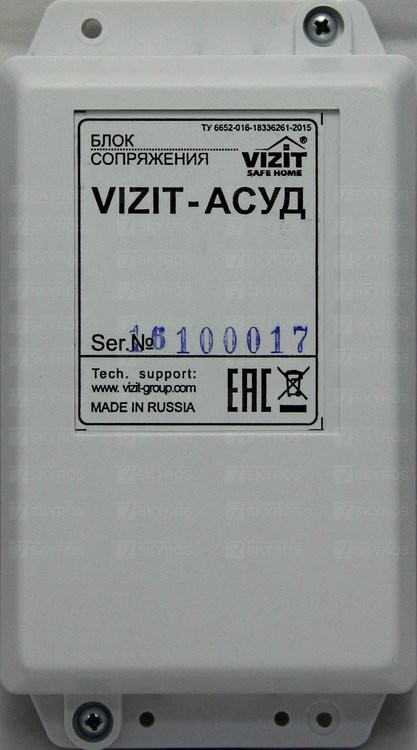 ТУ 6652-016-18336261-2015
БЛОК
СОПРЯЖЕНИЯ
VIZIT®
SAFE HOME
VIZIT - АСУД
Ser.№ 16100017
Tech. support:
www. vizit-group.com
MADE IN RUSSIA
EAC
SKYROS